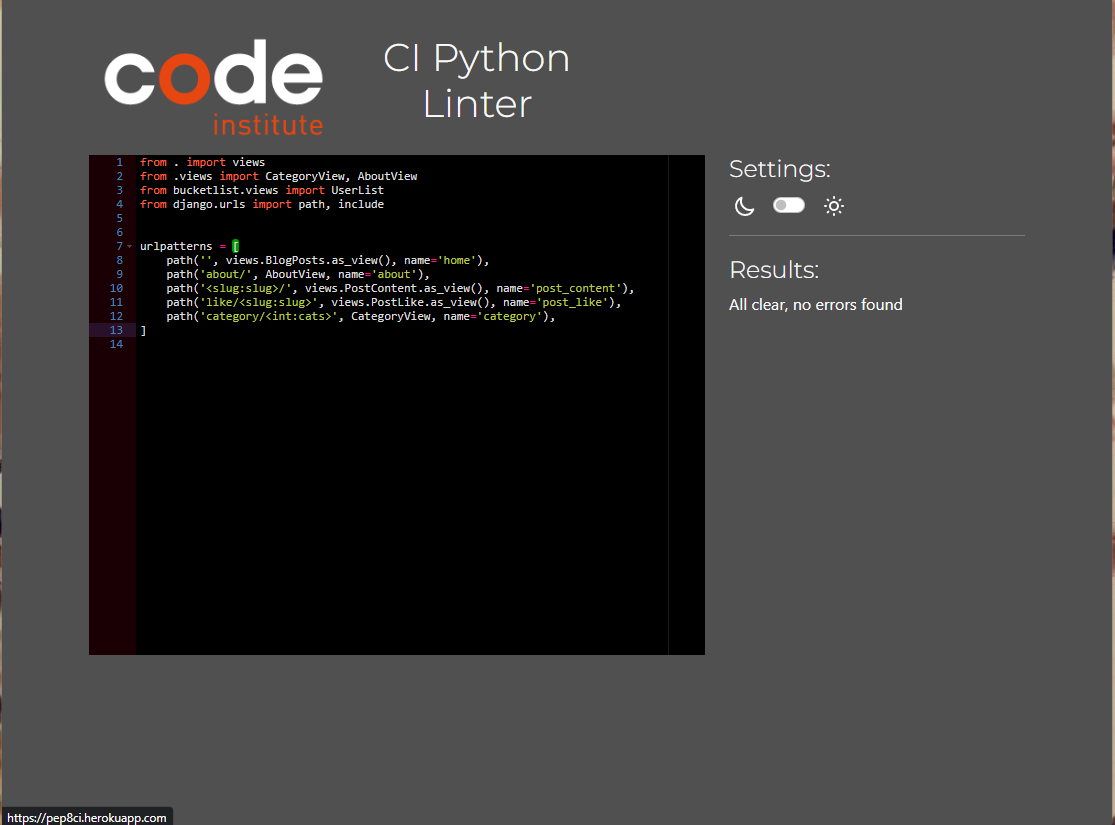 code
institute
CI Python
Linter
1 from . import views
2 from .views import CategoryView, AboutView
3 from bucketlist.views import UserList
4 from django.urls import path, include
5
6
7 urlpatterns = [
8     path('', views.BlogPosts.as_view(), name='home'),
9     path('about/', AboutView, name='about'),
10     path('<slug:slug>/', views.PostContent.as_view(), name='post_content'),
11     path('like/<slug:slug>', views.PostLike.as_view(), name='post_like'),
12     path('category/<int:cats>', CategoryView, name='category'),
13 ]
14
Settings:
Results:
All clear, no errors found
https://pep8ci.herokuapp.com